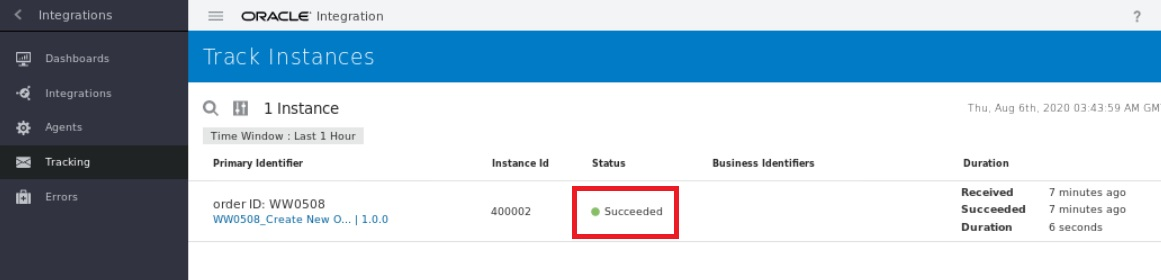 Integrations
ORACLE Integration
?
Dashboards
Integrations
Agents
Tracking
Errors
Track Instances
1 Instance
Thu, Aug 6th, 2020 03:43:59 AM GM
Time Window : Last 1 Hour
Primary Identifier Instance Id Status Business Identifiers Duration
order ID: WW0508
WW0508_Create New O... | 1.0.0
400002
Succeeded
Received 7 minutes ago
Succeeded 7 minutes ago
Duration 6 seconds